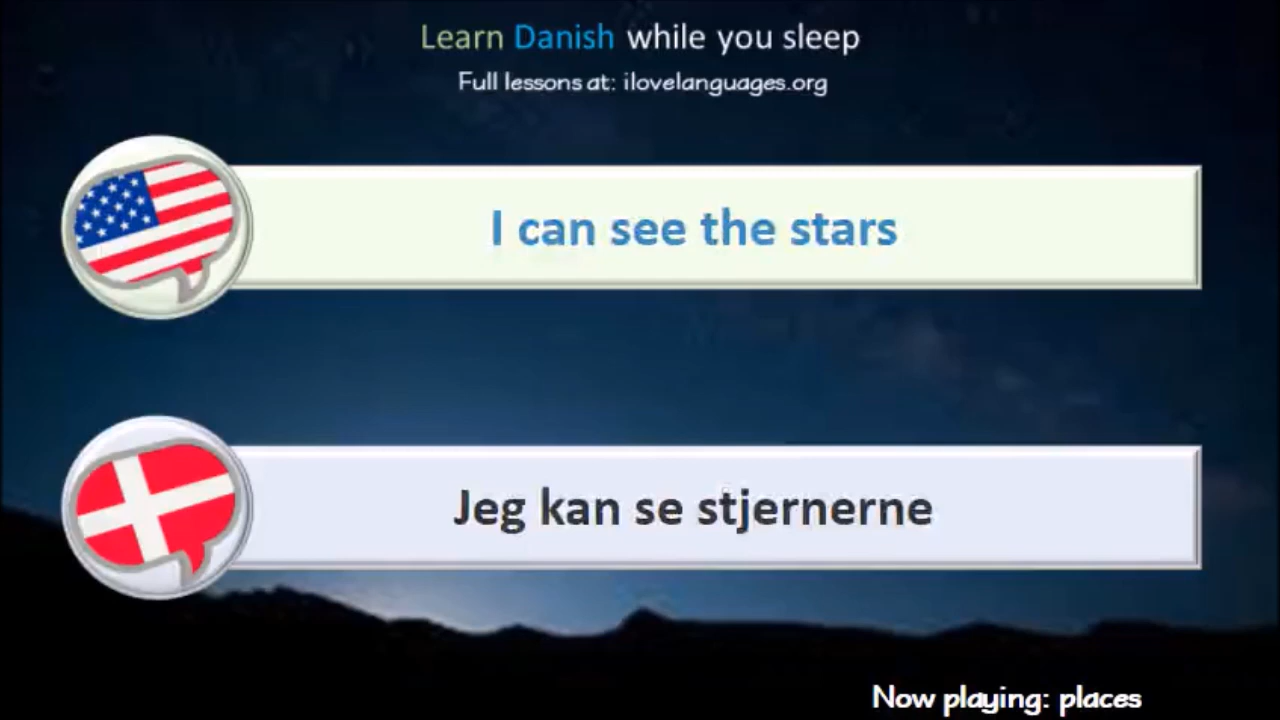 Learn Danish while you sleep
Full lessons at: ilovelanguages.org
I can see the stars
Jeg kan se stjernerne
Now playing: places